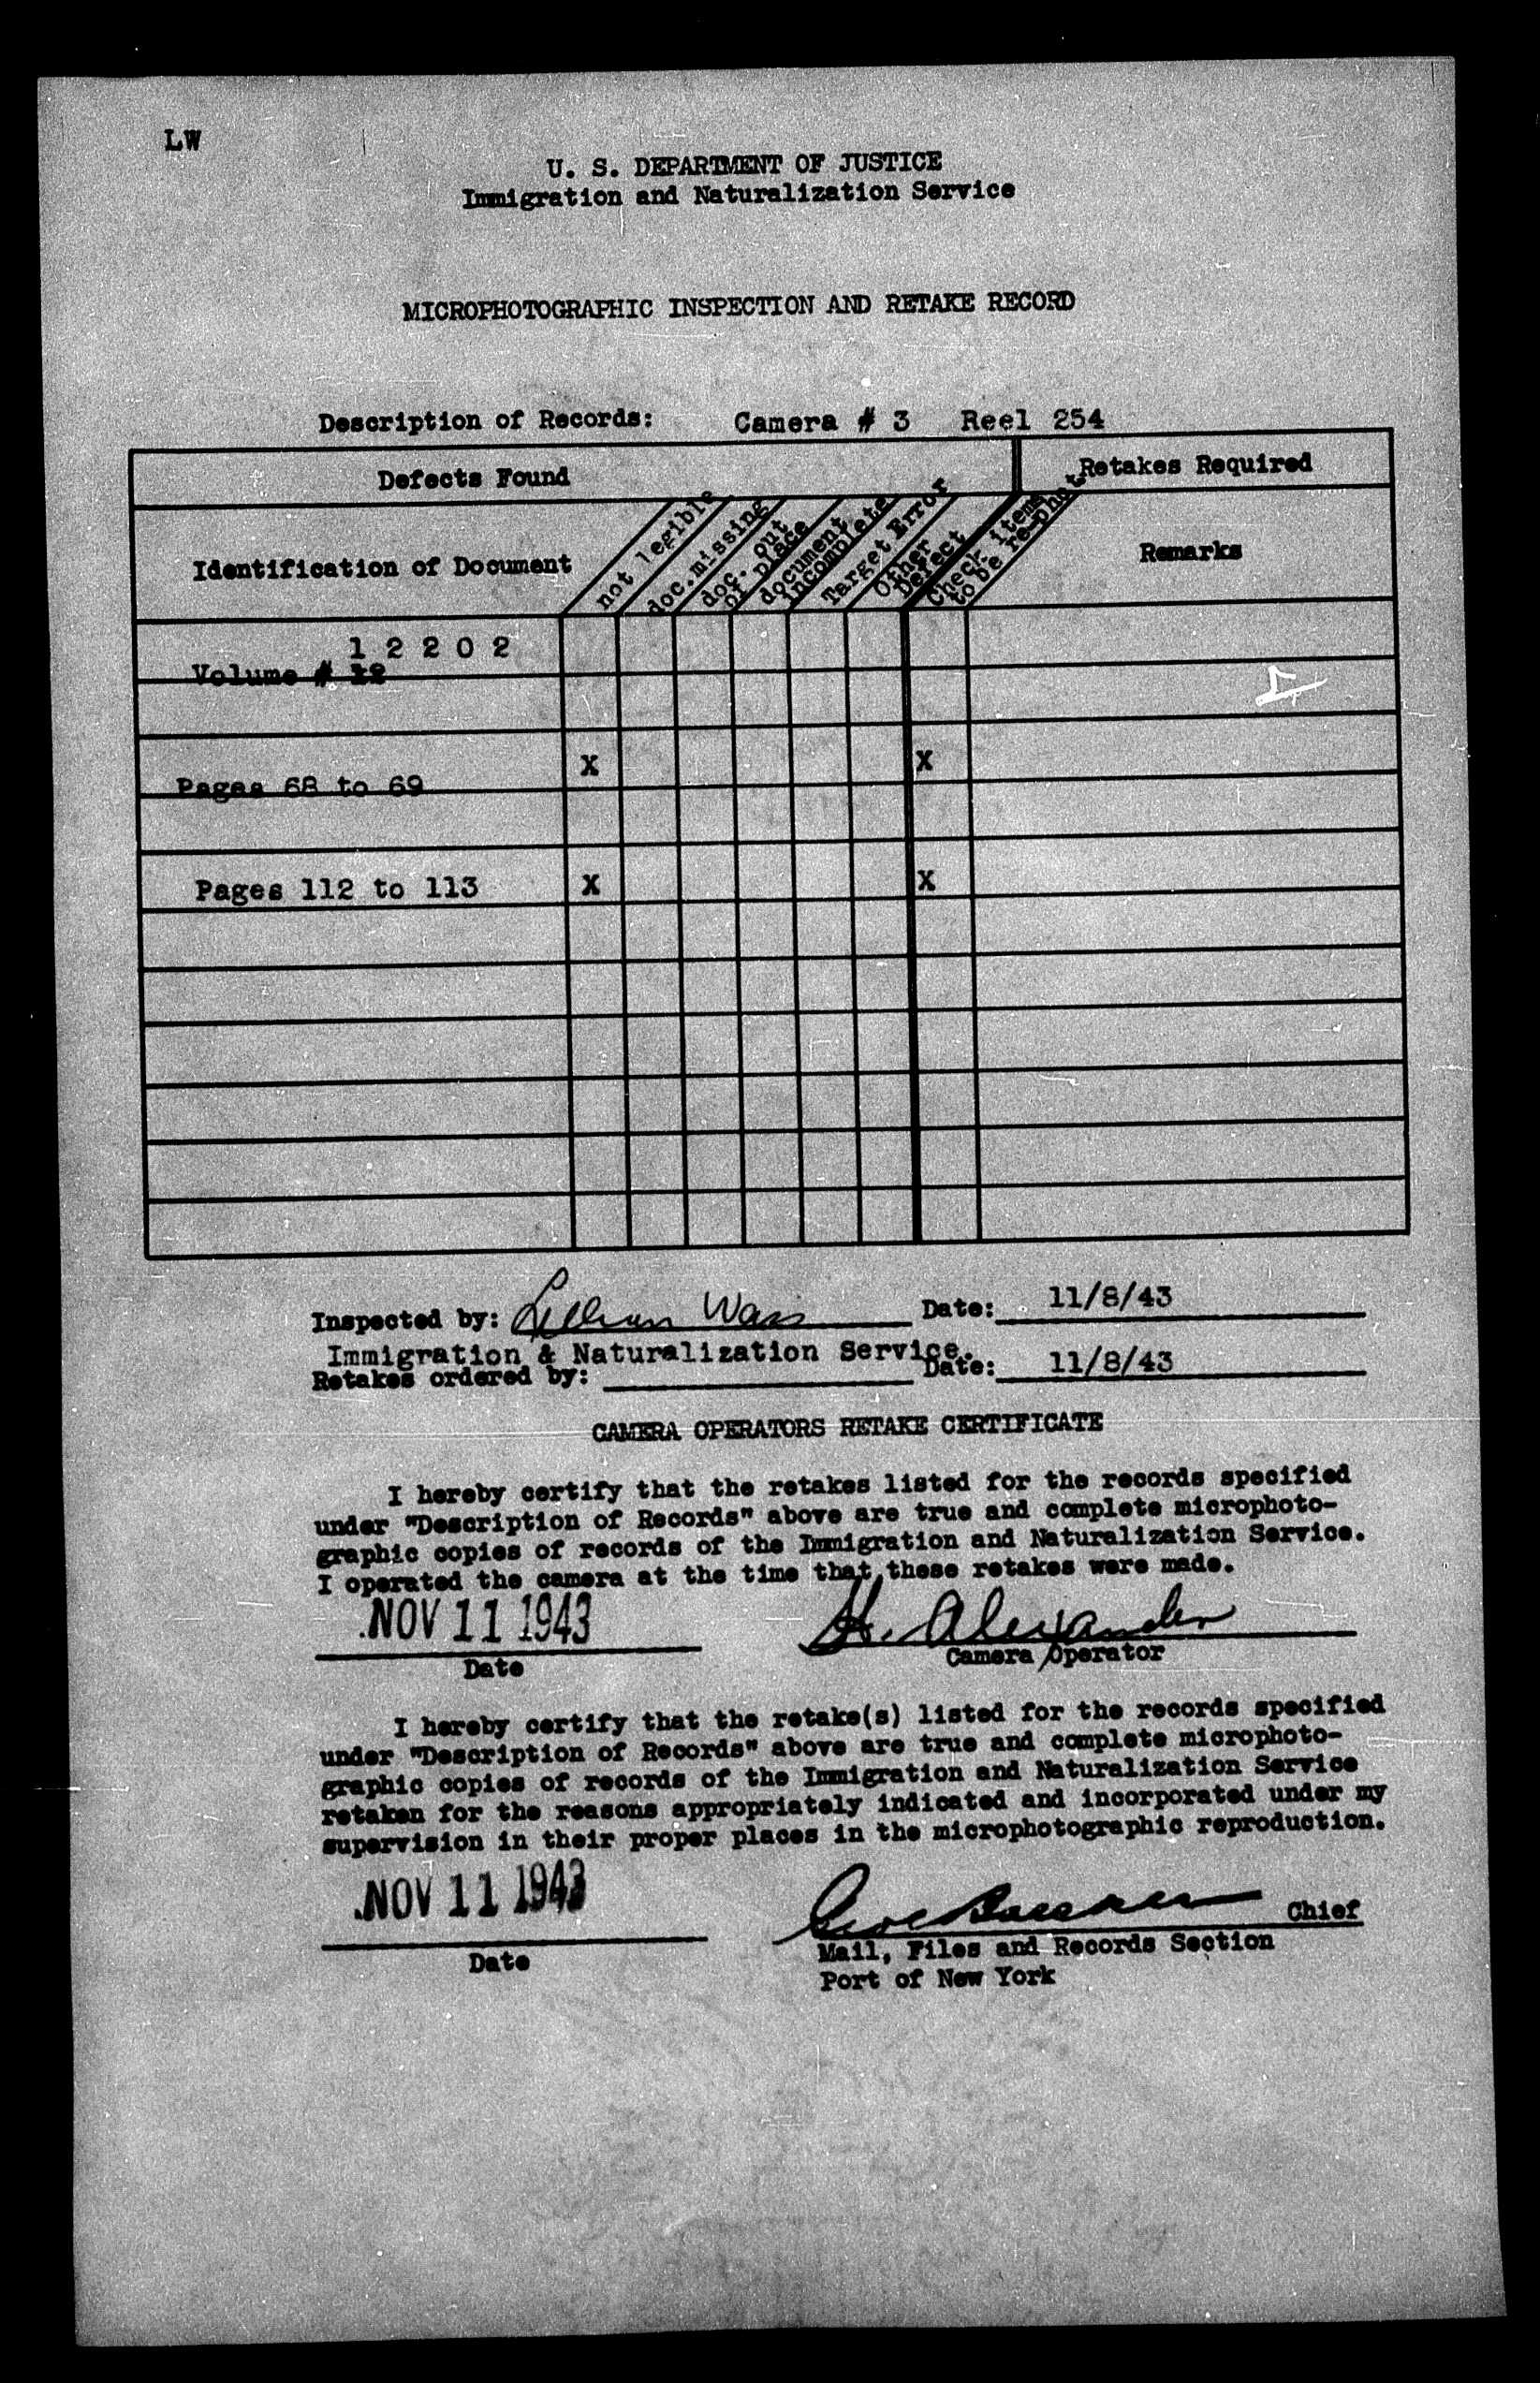 LW
U. S. DEPARTMENT OF JUSTICE
Immigration and Naturalization Service
MICROPHOTOGRAPHIC INSPECTION AND RETAKE RECORD
Description of Records: Camera # 3 Reel 254
Defects Found
Retakes Required
Identification of Document
not legible
doc.missing
doc. out of place
document incomplete
Target Error
Other Defect
Check items to be re-phot.
Remarks
1 2 2 0 2
Volume #
Pages 68 to 69 X X
Pages 112 to 113 X X
Inspected by: Lillian Date: 11/8/43
Immigration & Naturalization Service.
Retakes ordered by: Date: 11/8/43
CAMERA OPERATORS RETAKE CERTIFICATE
I hereby certify that the retakes listed for the records specified
under "Description of Records" above are true and complete microphoto-
graphic copies of records of the Immigration and Naturalization Service.
I operated the camera at the time that these retakes were made.
NOV 11 1943 H. Alexander
Date Camera Operator
I hereby certify that the retake(s) listed for the records specified
under "Description of Records" above are true and complete microphoto-
graphic copies of records of the Immigration and Naturalization Service
retaken for the reasons appropriately indicated and incorporated under my
supervision in their proper places in the microphotographic reproduction.
NOV 11 1943 Chief
Date Mail, Files and Records Section
Port of New York